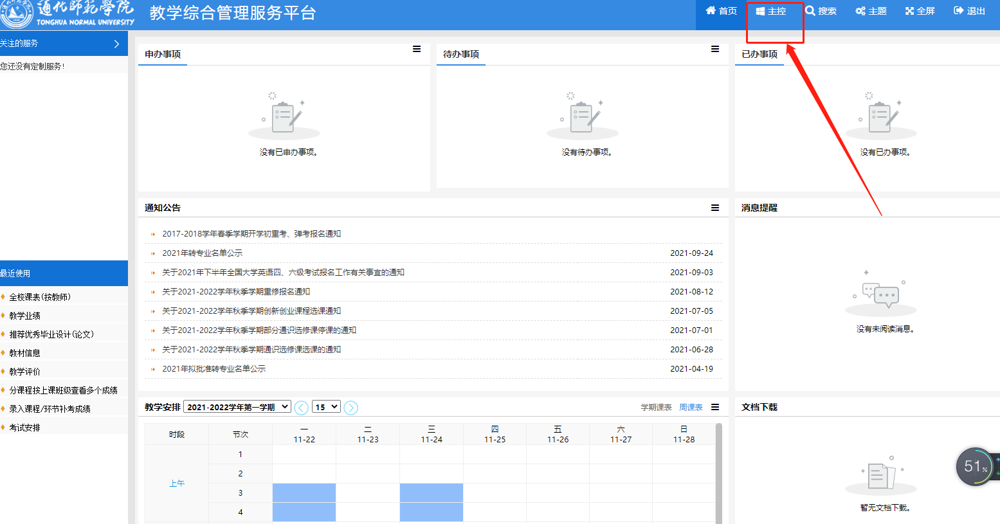 通化师范学院
TONGHUA NORMAL UNIVERSITY
教学综合管理服务平台
首页
主控
搜索
主题
全屏
退出
关注的服务
您还没有定制服务!
最近使用
全校课表(按教师)
教学业绩
推荐优秀毕业设计(论文)
教材信息
教学评价
分课程按上课班级查看多个成绩
录入课程/环节补考成绩
考试安排
申办事项
没有已申办事项。
待办事项
没有待办事项。
已办事项
没有已办事项。
通知公告
2017-2018学年春季学期开学初重考、弹考报名通知
2021年转专业名单公示 2021-09-24
关于2021年下半年全国大学英语四、六级考试报名工作有关事宜的通知 2021-09-03
关于2021-2022学年秋季学期重修报名通知 2021-08-12
关于2021-2022学年秋季学期创新创业课程选课通知 2021-07-05
关于2021-2022学年秋季学期部分通识选修课停课的通知 2021-07-01
关于2021-2022学年秋季学期通识选修课选课的通知 2021-06-28
2021年拟批准转专业名单公示 2021-04-19
消息提醒
没有未阅读消息。
教学安排 2021-2022学年第一学期 15 学期课表 周课表
时段 节次 一 二 三 四 五 六 日
11-22 11-23 11-24 11-25 11-26 11-27 11-28
上午
1
2
3
4
文档下载
暂无文档下载。
51%